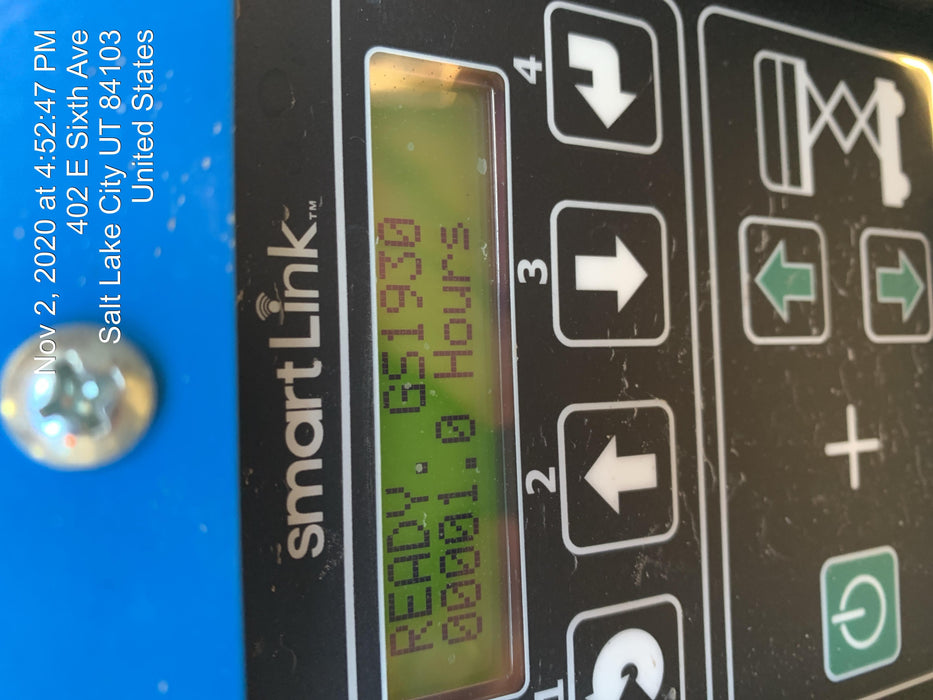 Nov 2, 2020 at 4:52:47 PM
402 E Sixth Ave
Salt Lake City UT 84103
United States
smartLink™
READY. GS1930
00001.0 Hours
1
2
3
4